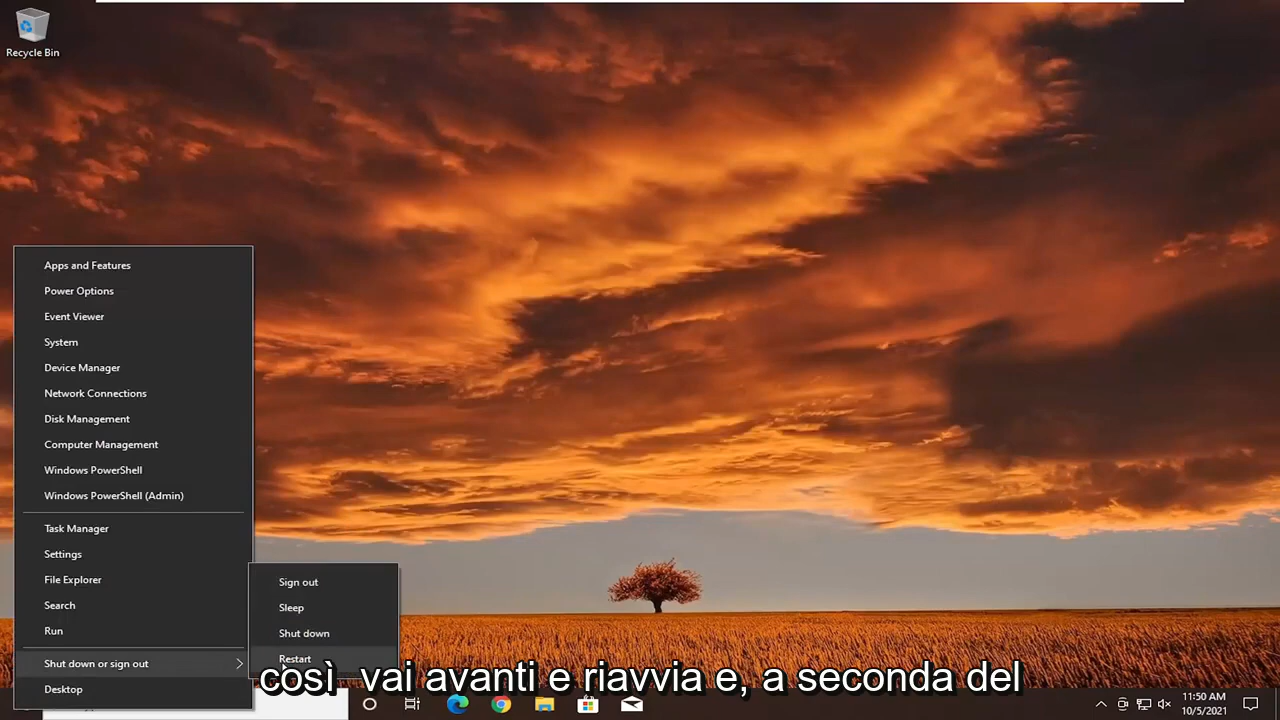 Recycle Bin
Apps and Features
Power Options
Event Viewer
System
Device Manager
Network Connections
Disk Management
Computer Management
Windows PowerShell
Windows PowerShell (Admin)
Task Manager
Settings
File Explorer
Search
Run
Shut down or sign out
Desktop
Sign out
Sleep
Shut down
Restart
così vai avanti e riavvia e, a seconda del
11:50 AM
10/5/2021